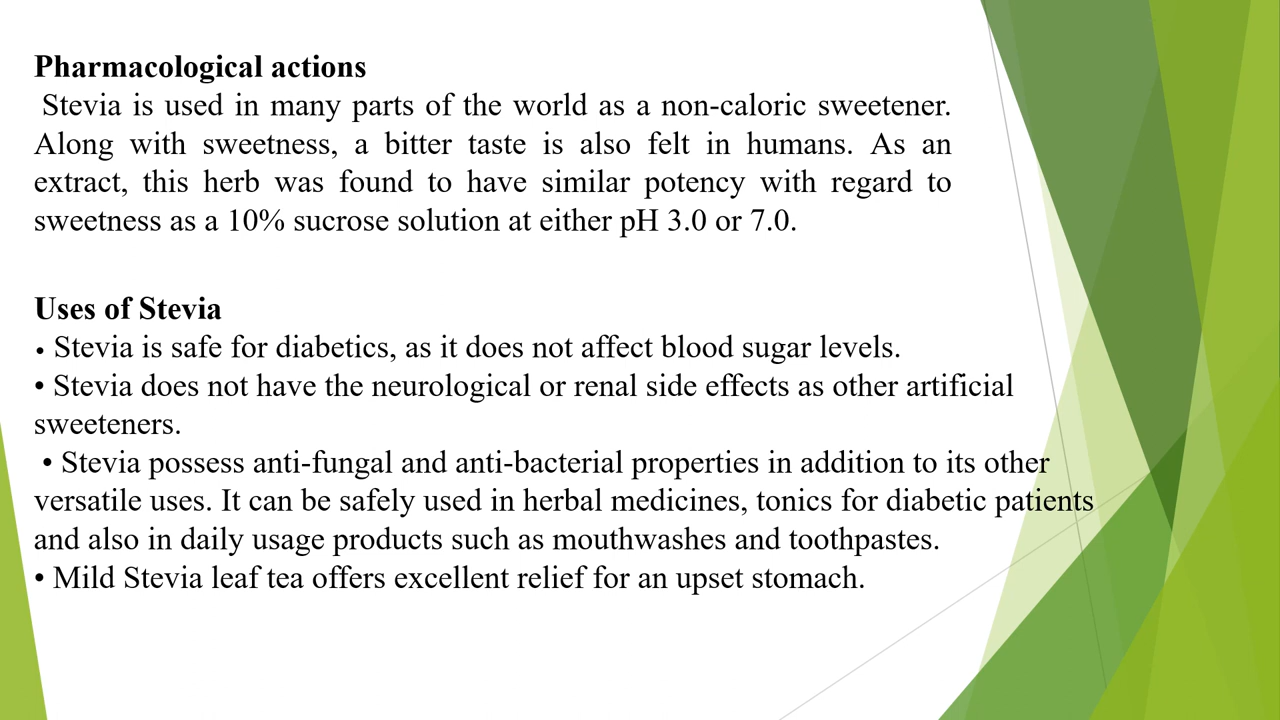 Pharmacological actions
Stevia is used in many parts of the world as a non-caloric sweetener.
Along with sweetness, a bitter taste is also felt in humans. As an
extract, this herb was found to have similar potency with regard to
sweetness as a 10% sucrose solution at either pH 3.0 or 7.0.
Uses of Stevia
• Stevia is safe for diabetics, as it does not affect blood sugar levels.
• Stevia does not have the neurological or renal side effects as other artificial
sweeteners.
• Stevia possess anti-fungal and anti-bacterial properties in addition to its other
versatile uses. It can be safely used in herbal medicines, tonics for diabetic patients
and also in daily usage products such as mouthwashes and toothpastes.
• Mild Stevia leaf tea offers excellent relief for an upset stomach.